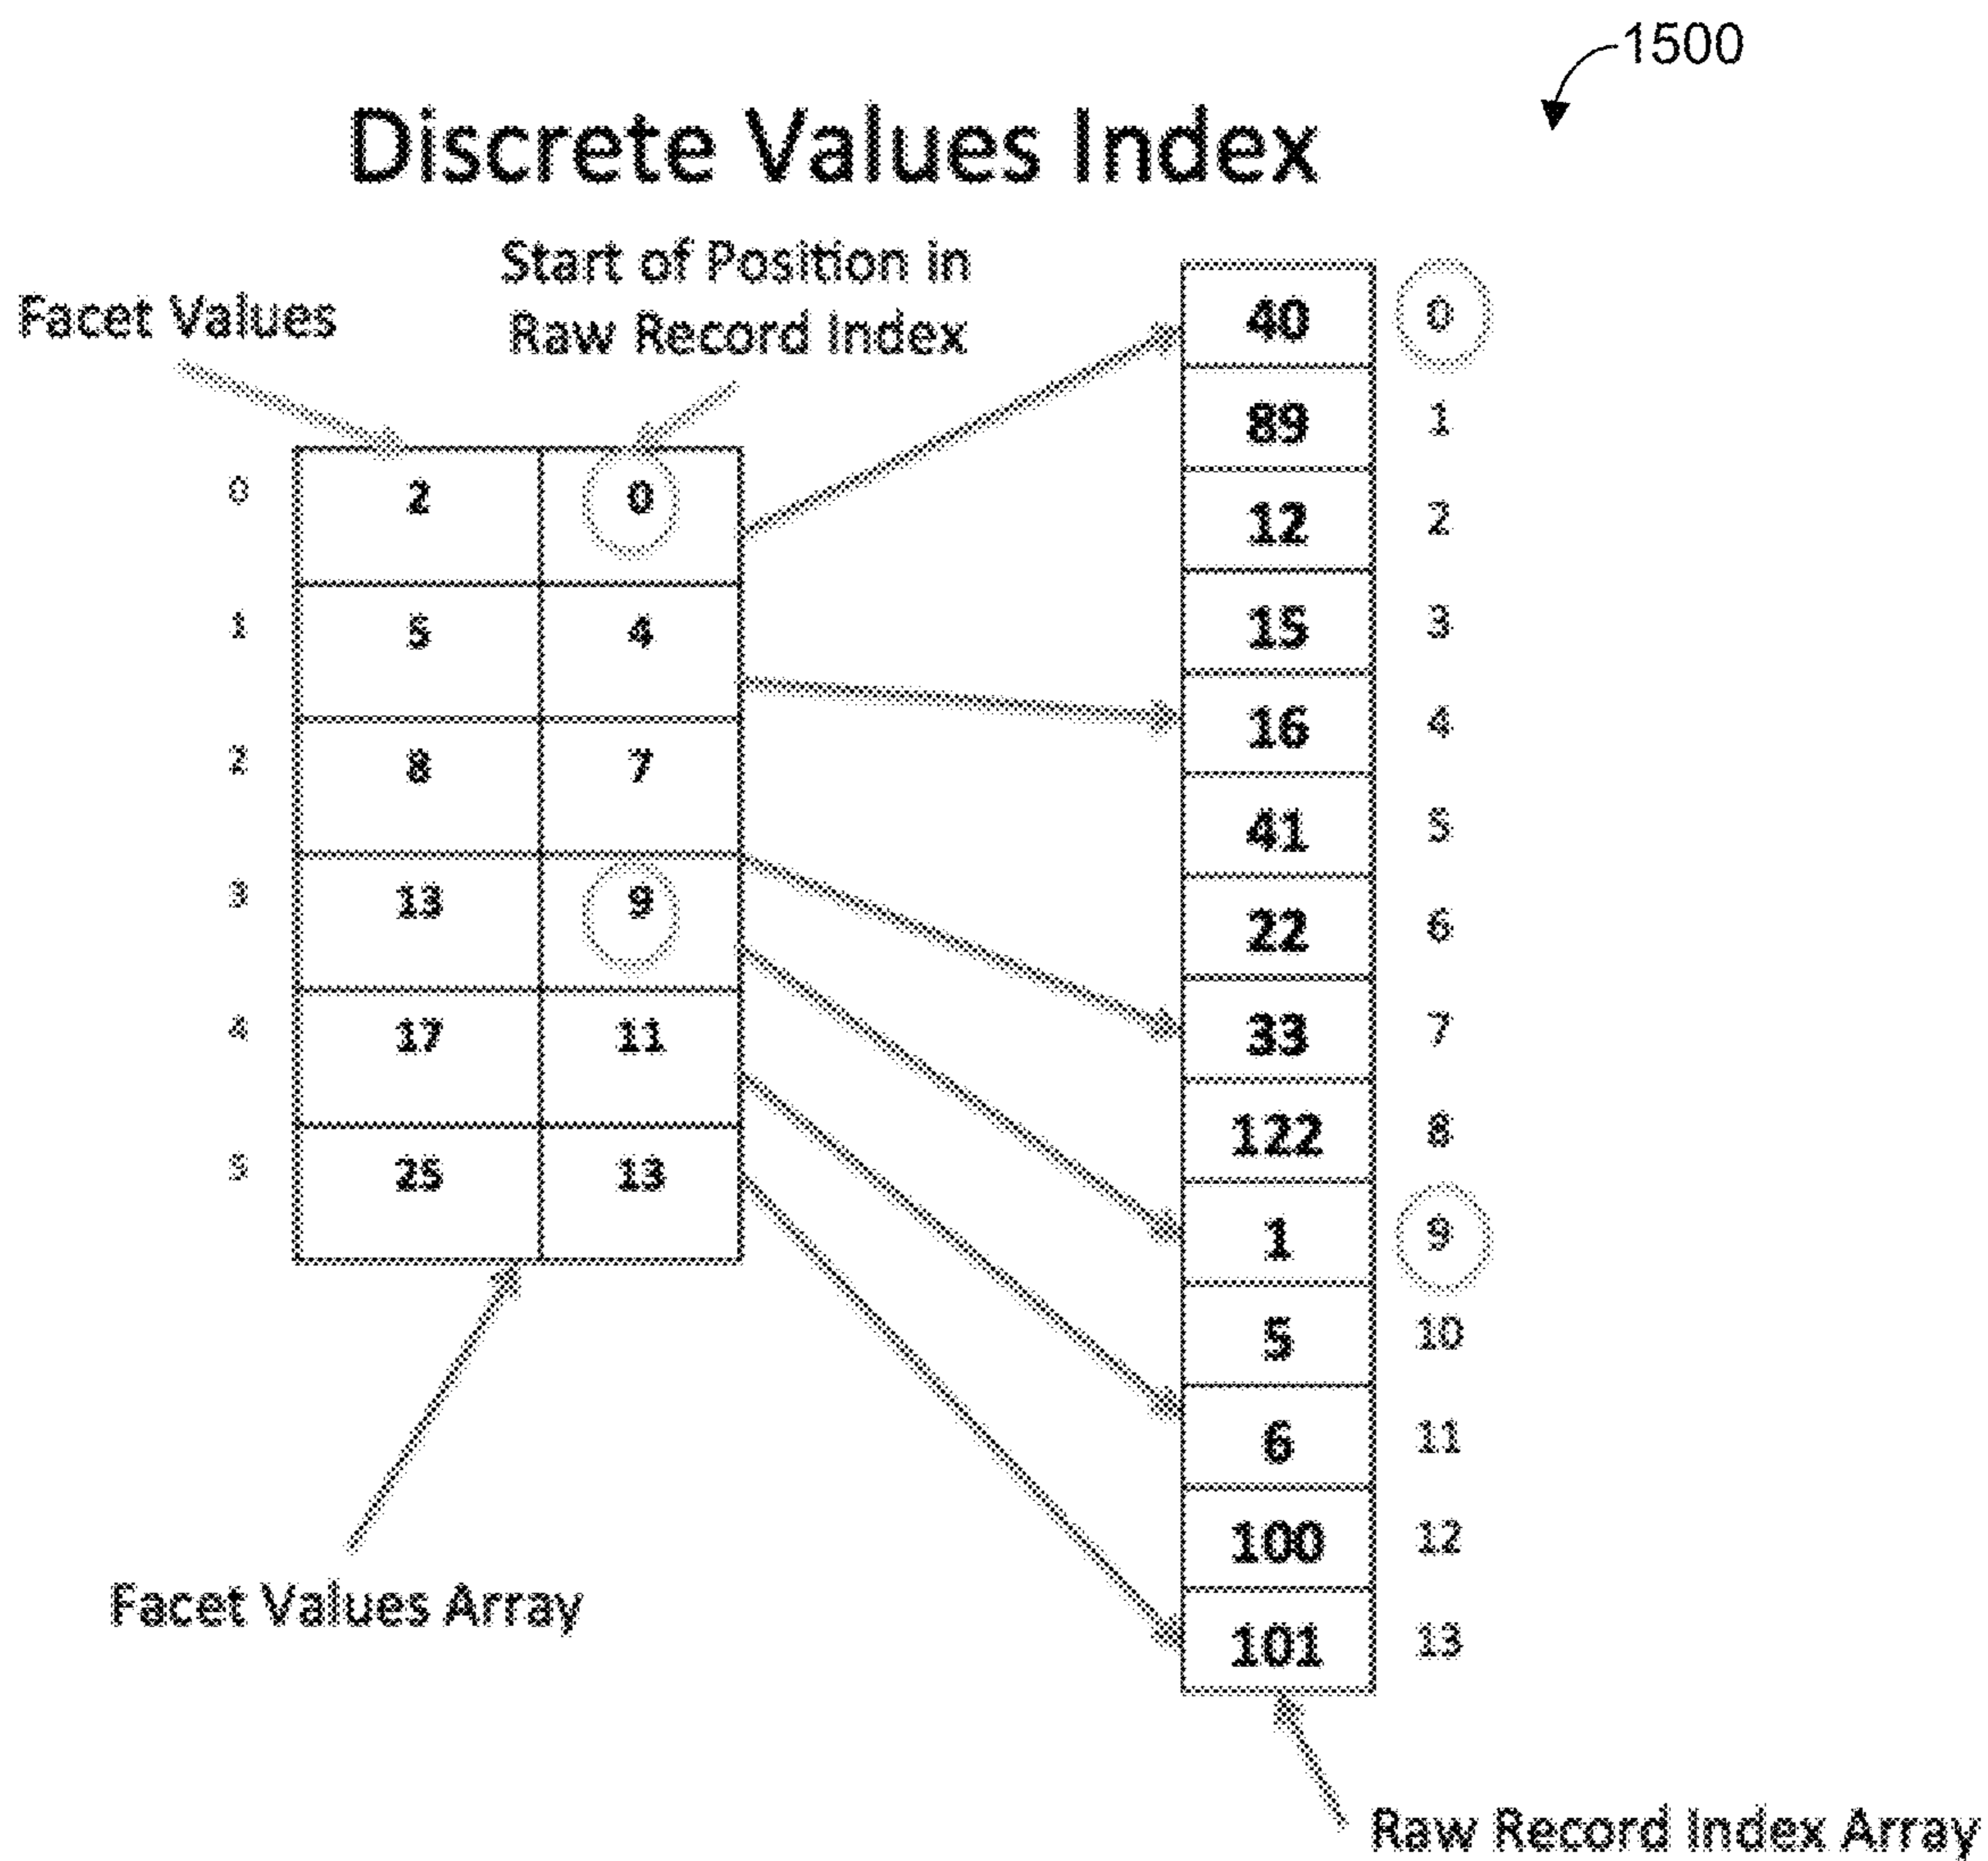 1500
Discrete Values Index
Start of Position in
Raw Record Index
Facet Values
0 2 0
1 5 4
2 8 7
3 13 9
4 17 11
5 25 13
40 0
89 1
12 2
15 3
16 4
41 5
22 6
33 7
122 8
1 9
5 10
6 11
100 12
101 13
Facet Values Array
Raw Record Index Array